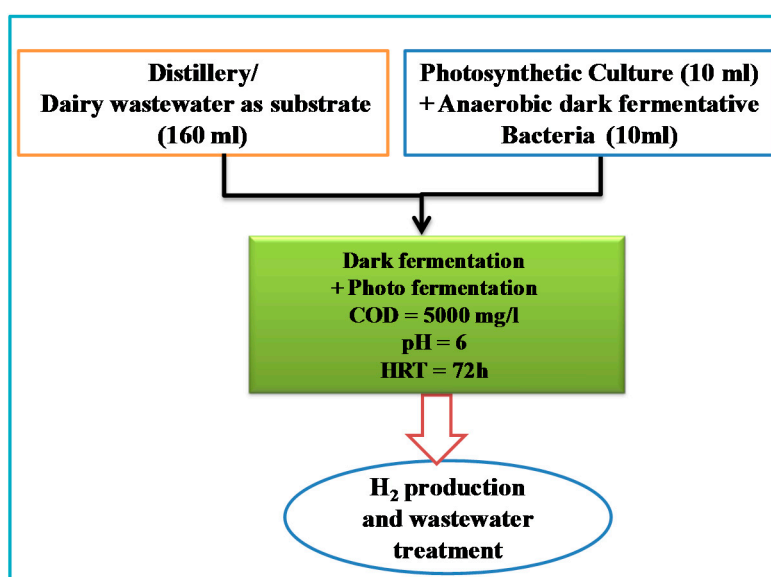 Distillery/
Dairy wastewater as substrate
(160 ml)
Photosynthetic Culture (10 ml)
+ Anaerobic dark fermentative
Bacteria (10ml)
Dark fermentation
+ Photo fermentation
COD = 5000 mg/l
pH = 6
HRT = 72h
H₂ production
and wastewater
treatment